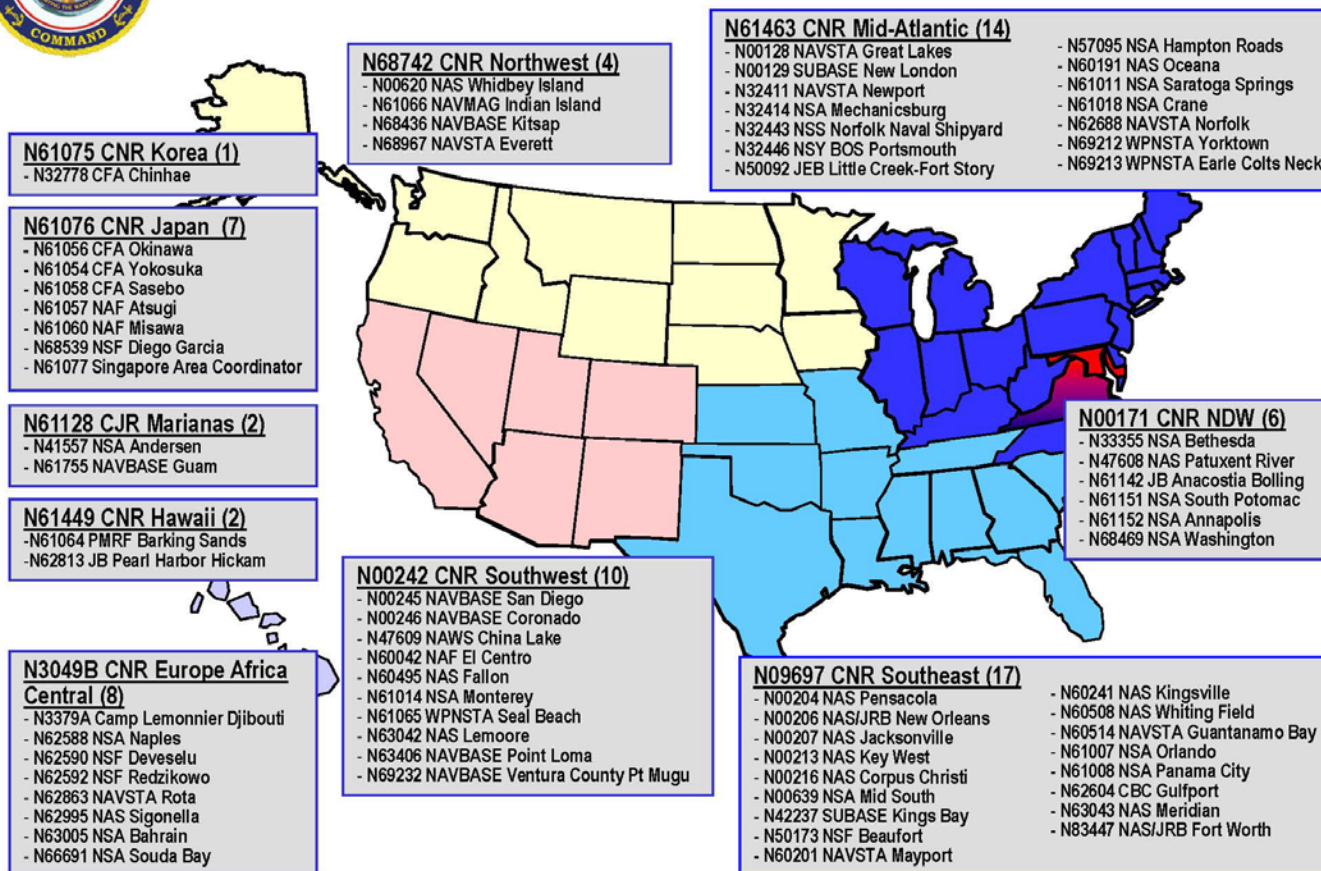 COMMAND
N68742 CNR Northwest (4)
- N00620 NAS Whidbey Island
- N61066 NAVMAG Indian Island
- N68436 NAVBASE Kitsap
- N68967 NAVSTA Everett
N61463 CNR Mid-Atlantic (14)
- N00128 NAVSTA Great Lakes
- N00129 SUBASE New London
- N32411 NAVSTA Newport
- N32414 NSA Mechanicsburg
- N32443 NSS Norfolk Naval Shipyard
- N32446 NSY BOS Portsmouth
- N50092 JEB Little Creek-Fort Story
- N57095 NSA Hampton Roads
- N60191 NAS Oceana
- N61011 NSA Saratoga Springs
- N61018 NSA Crane
- N62688 NAVSTA Norfolk
- N69212 WPNSTA Yorktown
- N69213 WPNSTA Earle Colts Neck
N61075 CNR Korea (1)
- N32778 CFA Chinhae
N61076 CNR Japan (7)
- N61056 CFA Okinawa
- N61054 CFA Yokosuka
- N61058 CFA Sasebo
- N61057 NAF Atsugi
- N61060 NAF Misawa
- N68539 NSF Diego Garcia
- N61077 Singapore Area Coordinator
N61128 CJR Marianas (2)
- N41557 NSA Andersen
- N61755 NAVBASE Guam
N61449 CNR Hawaii (2)
-N61064 PMRF Barking Sands
-N62813 JB Pearl Harbor Hickam
N00171 CNR NDW (6)
- N33355 NSA Bethesda
- N47608 NAS Patuxent River
- N61142 JB Anacostia Bolling
- N61151 NSA South Potomac
- N61152 NSA Annapolis
- N68469 NSA Washington
N3049B CNR Europe Africa
Central (8)
- N3379A Camp Lemonnier Djibouti
- N62588 NSA Naples
- N62590 NSF Deveselu
- N62592 NSF Redzikowo
- N62863 NAVSTA Rota
- N62995 NAS Sigonella
- N63005 NSA Bahrain
- N66691 NSA Souda Bay
N00242 CNR Southwest (10)
- N00245 NAVBASE San Diego
- N00246 NAVBASE Coronado
- N47609 NAWS China Lake
- N60042 NAF El Centro
- N60495 NAS Fallon
- N61014 NSA Monterey
- N61065 WPNSTA Seal Beach
- N63042 NAS Lemoore
- N63406 NAVBASE Point Loma
- N69232 NAVBASE Ventura County Pt Mugu
N09697 CNR Southeast (17)
- N00204 NAS Pensacola
- N00206 NAS/JRB New Orleans
- N00207 NAS Jacksonville
- N00213 NAS Key West
- N00216 NAS Corpus Christi
- N00639 NSA Mid South
- N42237 SUBASE Kings Bay
- N50173 NSF Beaufort
- N60201 NAVSTA Mayport
- N60241 NAS Kingsville
- N60508 NAS Whiting Field
- N60514 NAVSTA Guantanamo Bay
- N61007 NSA Orlando
- N61008 NSA Panama City
- N62604 CBC Gulfport
- N63043 NAS Meridian
- N83447 NAS/JRB Fort Worth